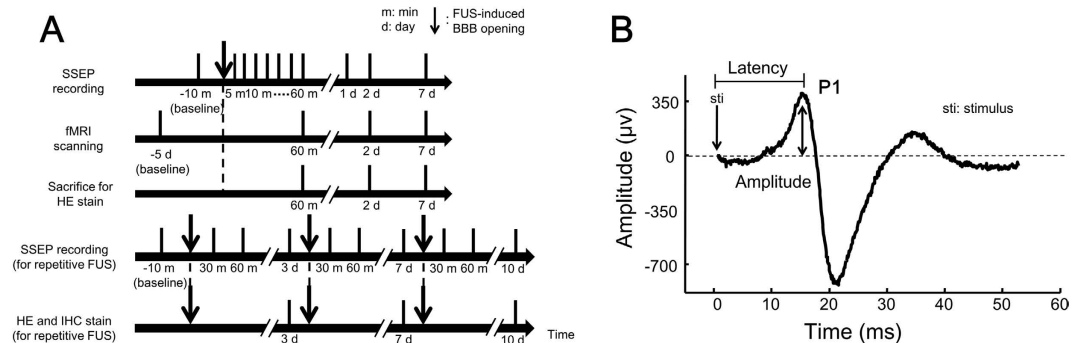 A
m: min
d: day
: FUS-induced
BBB opening
SSEP
recording
-10 m
(baseline)
5 m10 m ···· 60 m
1 d 2 d
7 d
fMRI
scanning
-5 d
(baseline)
60 m
2 d
7 d
Sacrifice for
HE stain
60 m
2 d
7 d
SSEP recording
(for repetitive FUS)
-10 m
(baseline)
30 m 60 m
3 d
30 m 60 m
7 d
30 m 60 m
10 d
HE and IHC stain
(for repetitive FUS)
3 d
7 d
10 d
Time
B
Latency
P1
sti
sti: stimulus
Amplitude
Amplitude (μv)
350
0
-350
-700
0 10 20 30 40 50 60
Time (ms)